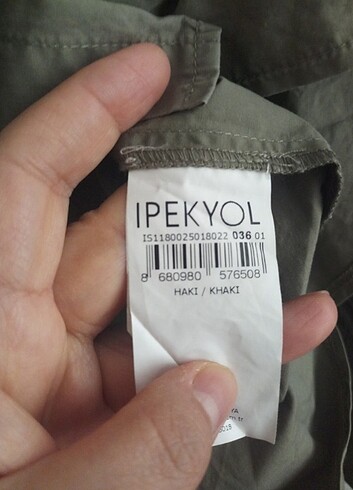 IPEKYOL
IS1180025018022 036 01
8 680980 576508
HAKI / KHAKI